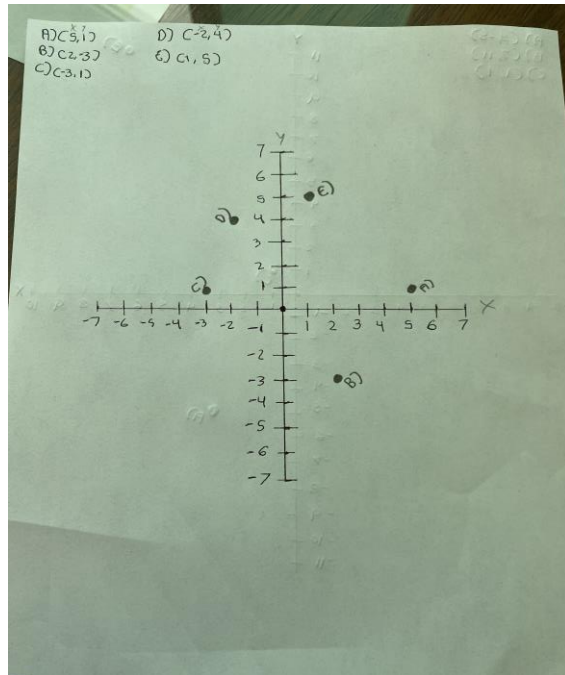 A) (5,1)
x y
B) (2,-3)
C) (-3,1)
D) (-2,4)
x y
E) (1,5)
Y
7
6
5
E)
D)
4
3
2
C)
1
A)
-7 -6 -5 -4 -3 -2 -1 1 2 3 4 5 6 7 X
-2
-3
B)
-4
-5
-6
-7